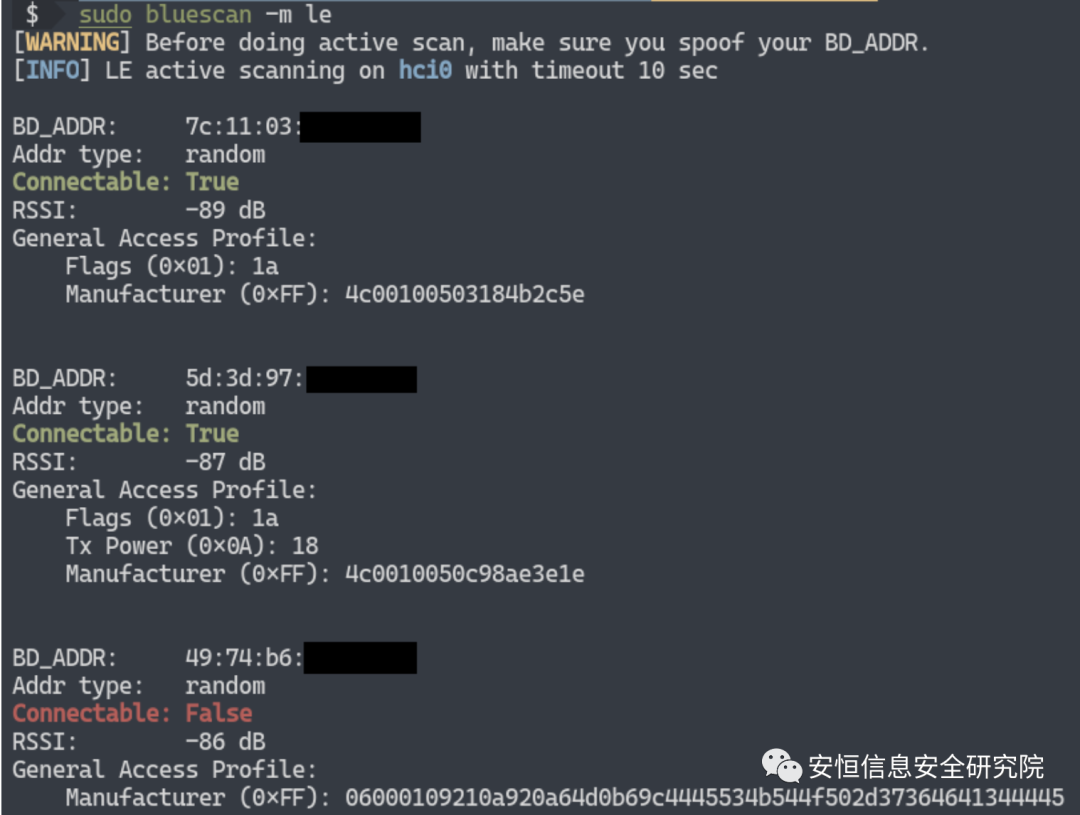 $ sudo bluescan -m le
[WARNING] Before doing active scan, make sure you spoof your BD_ADDR.
[INFO] LE active scanning on hci0 with timeout 10 sec
BD_ADDR: 7c:11:03:
Addr type: random
Connectable: True
RSSI: -89 dB
General Access Profile:
Flags (0×01): 1a
Manufacturer (0×FF): 4c00100503184b2c5e
BD_ADDR: 5d:3d:97:
Addr type: random
Connectable: True
RSSI: -87 dB
General Access Profile:
Flags (0×01): 1a
Tx Power (0×0A): 18
Manufacturer (0×FF): 4c0010050c98ae3e1e
BD_ADDR: 49:74:b6:
Addr type: random
Connectable: False
RSSI: -86 dB
General Access Profile:
安恒信息安全研究院
Manufacturer (0×FF): 06000109210a920a64d0b69c4445534b544f502d37364641344445